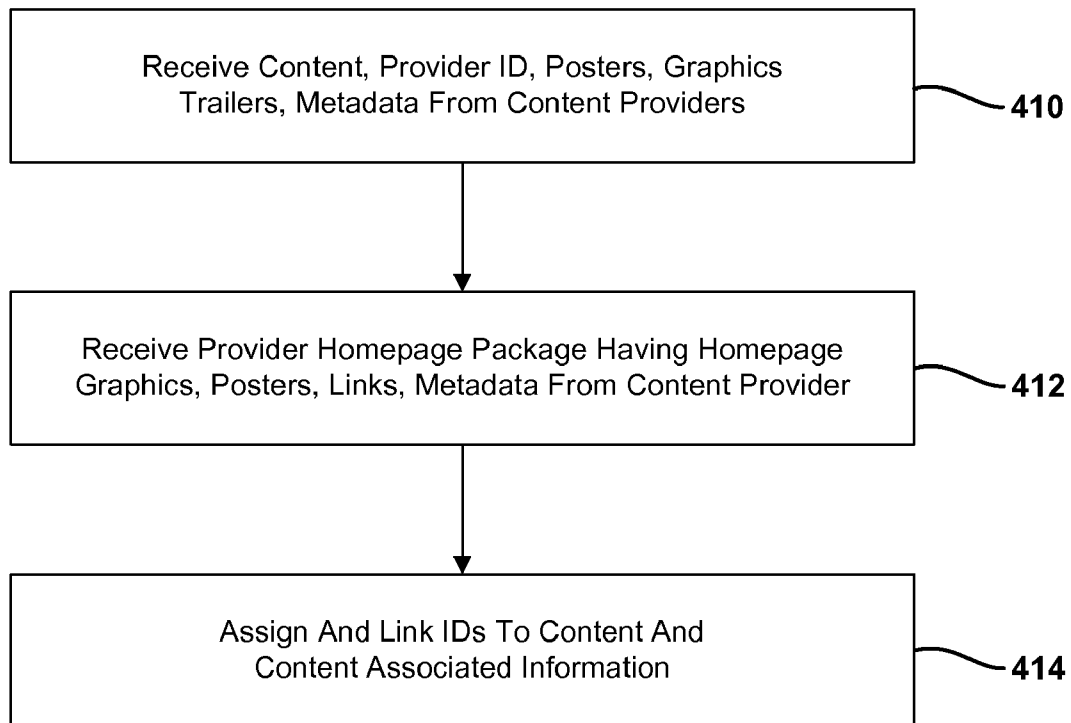 Receive Content, Provider ID, Posters, Graphics
Trailers, Metadata From Content Providers
410
Receive Provider Homepage Package Having Homepage
Graphics, Posters, Links, Metadata From Content Provider
412
Assign And Link IDs To Content And
Content Associated Information
414